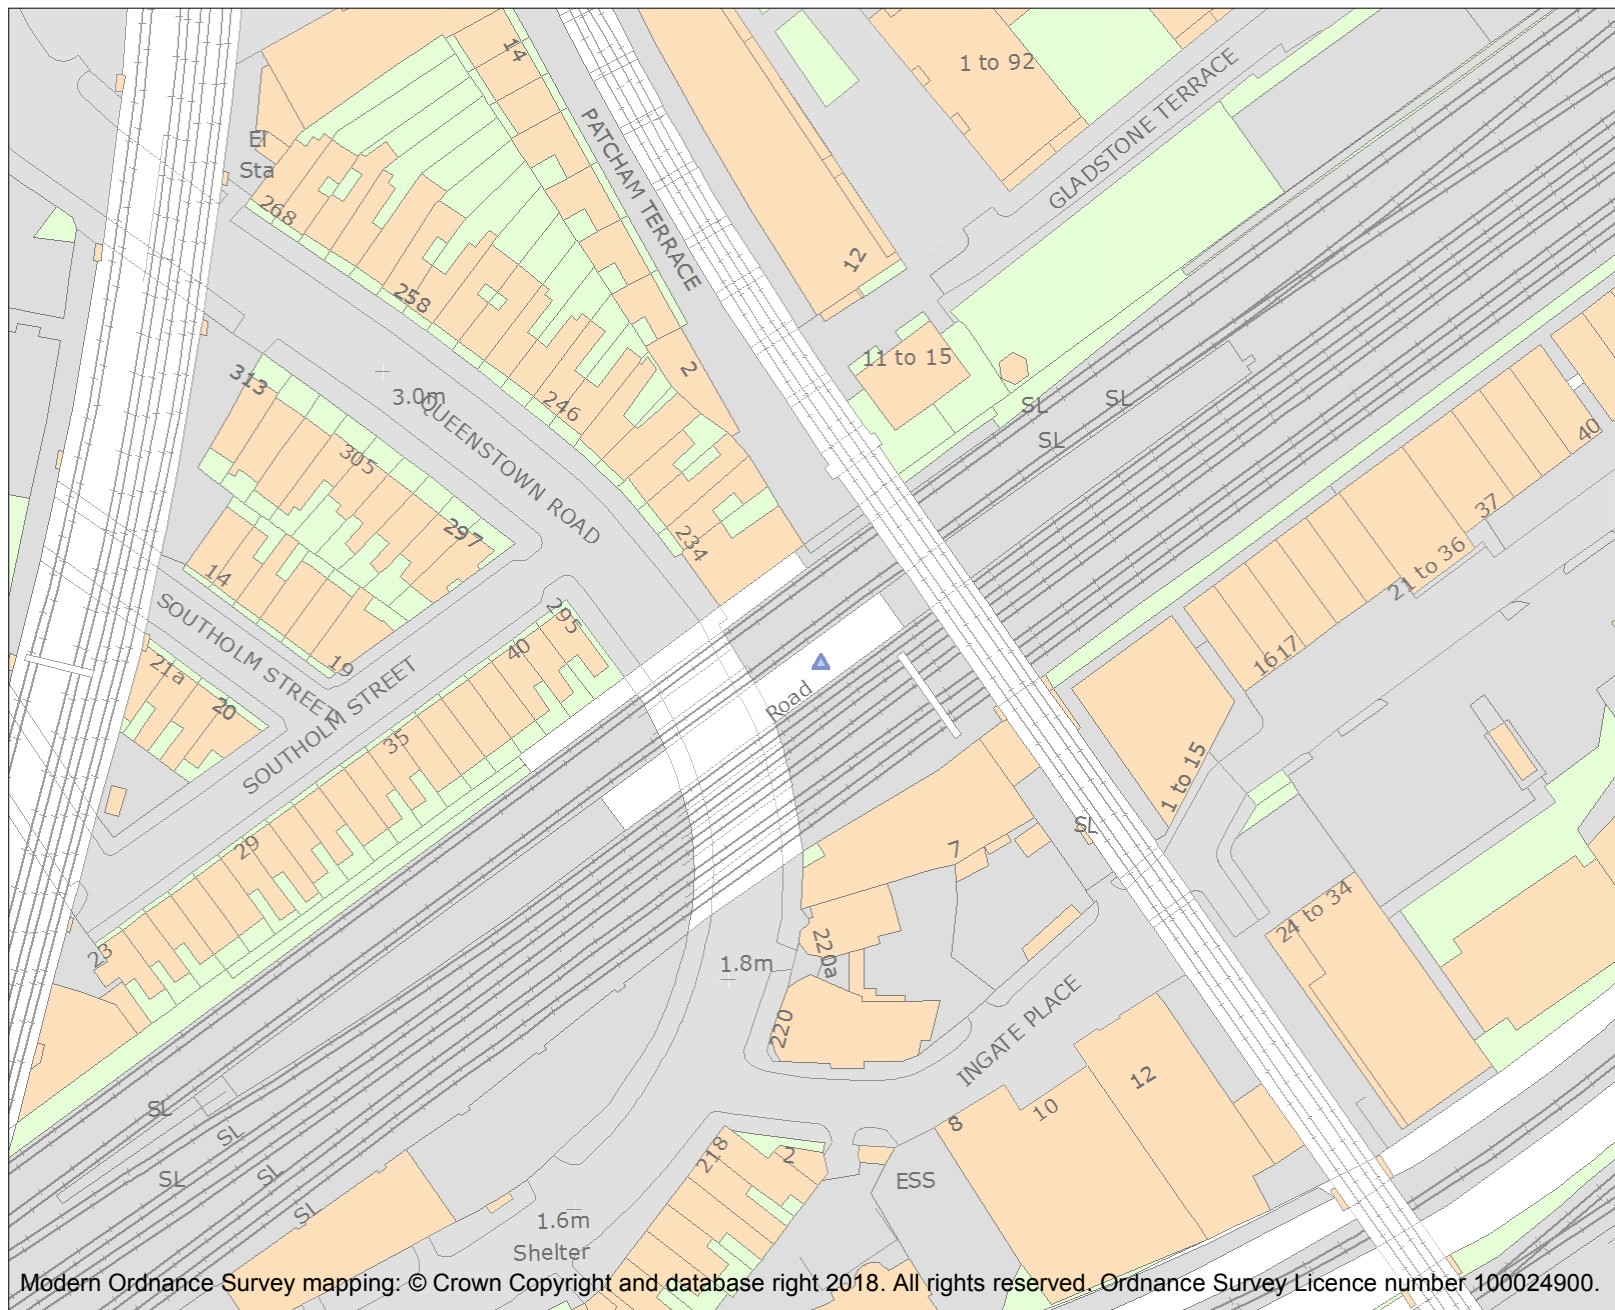 14
1 to 92
GLADSTONE TERRACE
El
Sta
PATCHAM TERRACE
268
12
258
11 to 15
2
313
3.0m
QUEENSTOWN ROAD
246
SL
SL
SL
40
305
297
234
37
21 to 36
14
SOUTHOLM STREET
295
40
19
21a
20
SOUTHOLM STREET
Road
16 17
35
1 to 15
29
7
SL
24 to 34
23
220a
1.8m
220
INGATE PLACE
12
10
8
SL
SL
SL
SL
SL
218
2
ESS
1.6m
Shelter
Modern Ordnance Survey mapping: © Crown Copyright and database right 2018. All rights reserved. Ordnance Survey Licence number 100024900.